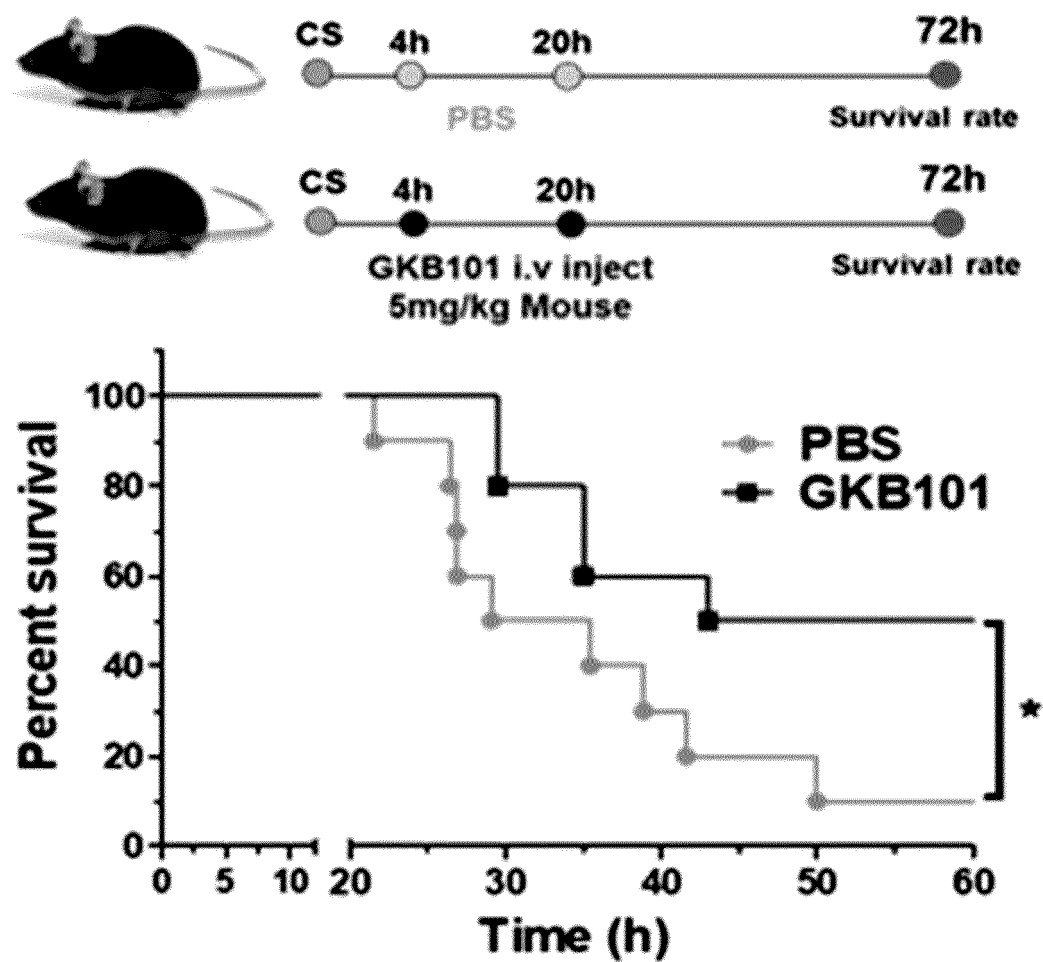 CS 4h 20h 72h
PBS
Survival rate
CS 4h 20h 72h
GKB101 i.v inject
5mg/kg Mouse
Survival rate
Percent survival
100
80
60
40
20
0
PBS
GKB101
*
0 5 10 20 30 40 50 60
Time (h)